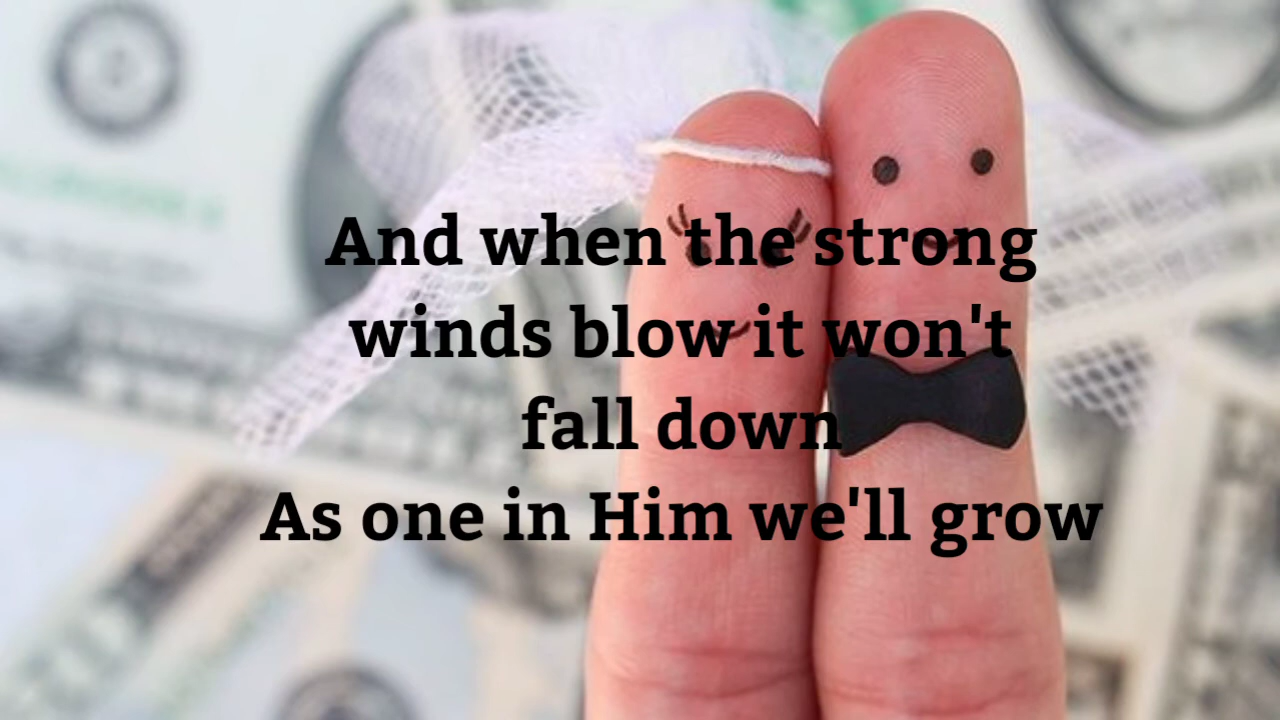 And when the strong
winds blow it won't
fall down
As one in Him we'll grow